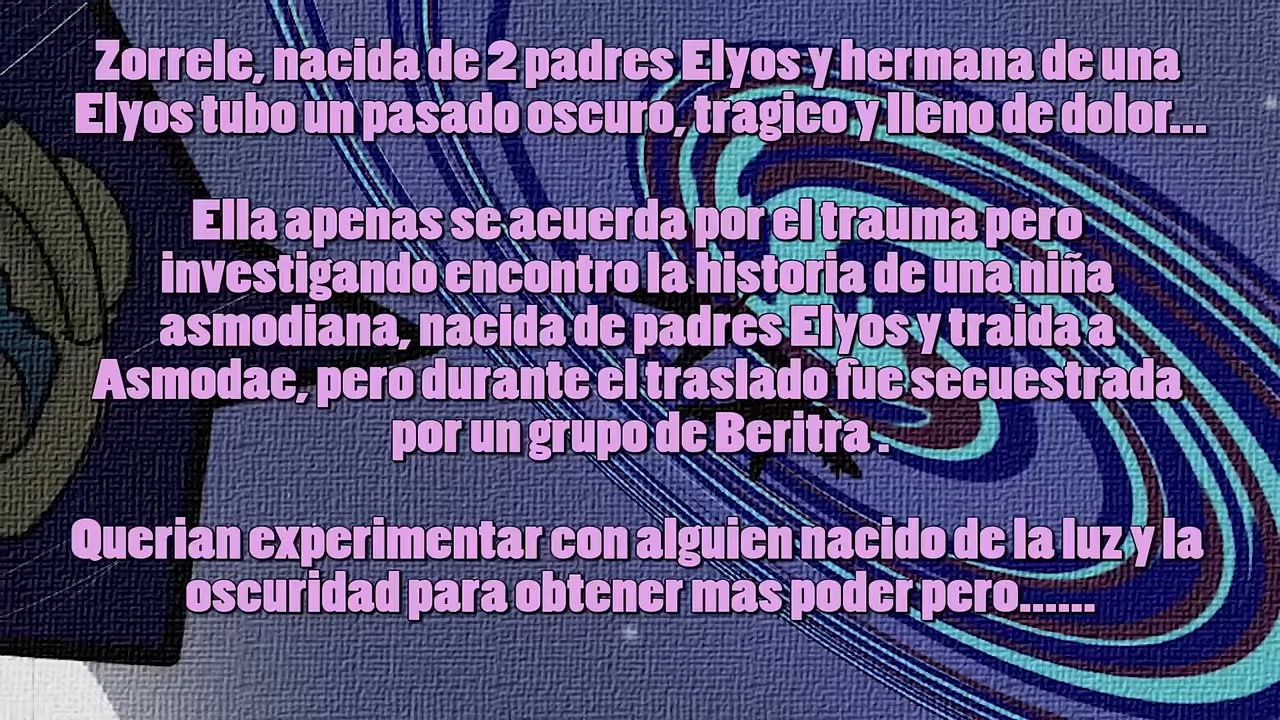 Zorrele, nacida de 2 padres Elyos y hermana de una
Elyos tubo un pasado oscuro, tragico y lleno de dolor...
Ella apenas se acuerda por el trauma pero
investigando encontro la historia de una niña
asmodiana, nacida de padres Elyos y traida a
Asmodae, pero durante el traslado fue secuestrada
por un grupo de Beritra .
Querian experimentar con alguien nacido de la luz y la
oscuridad para obtener mas poder pero......